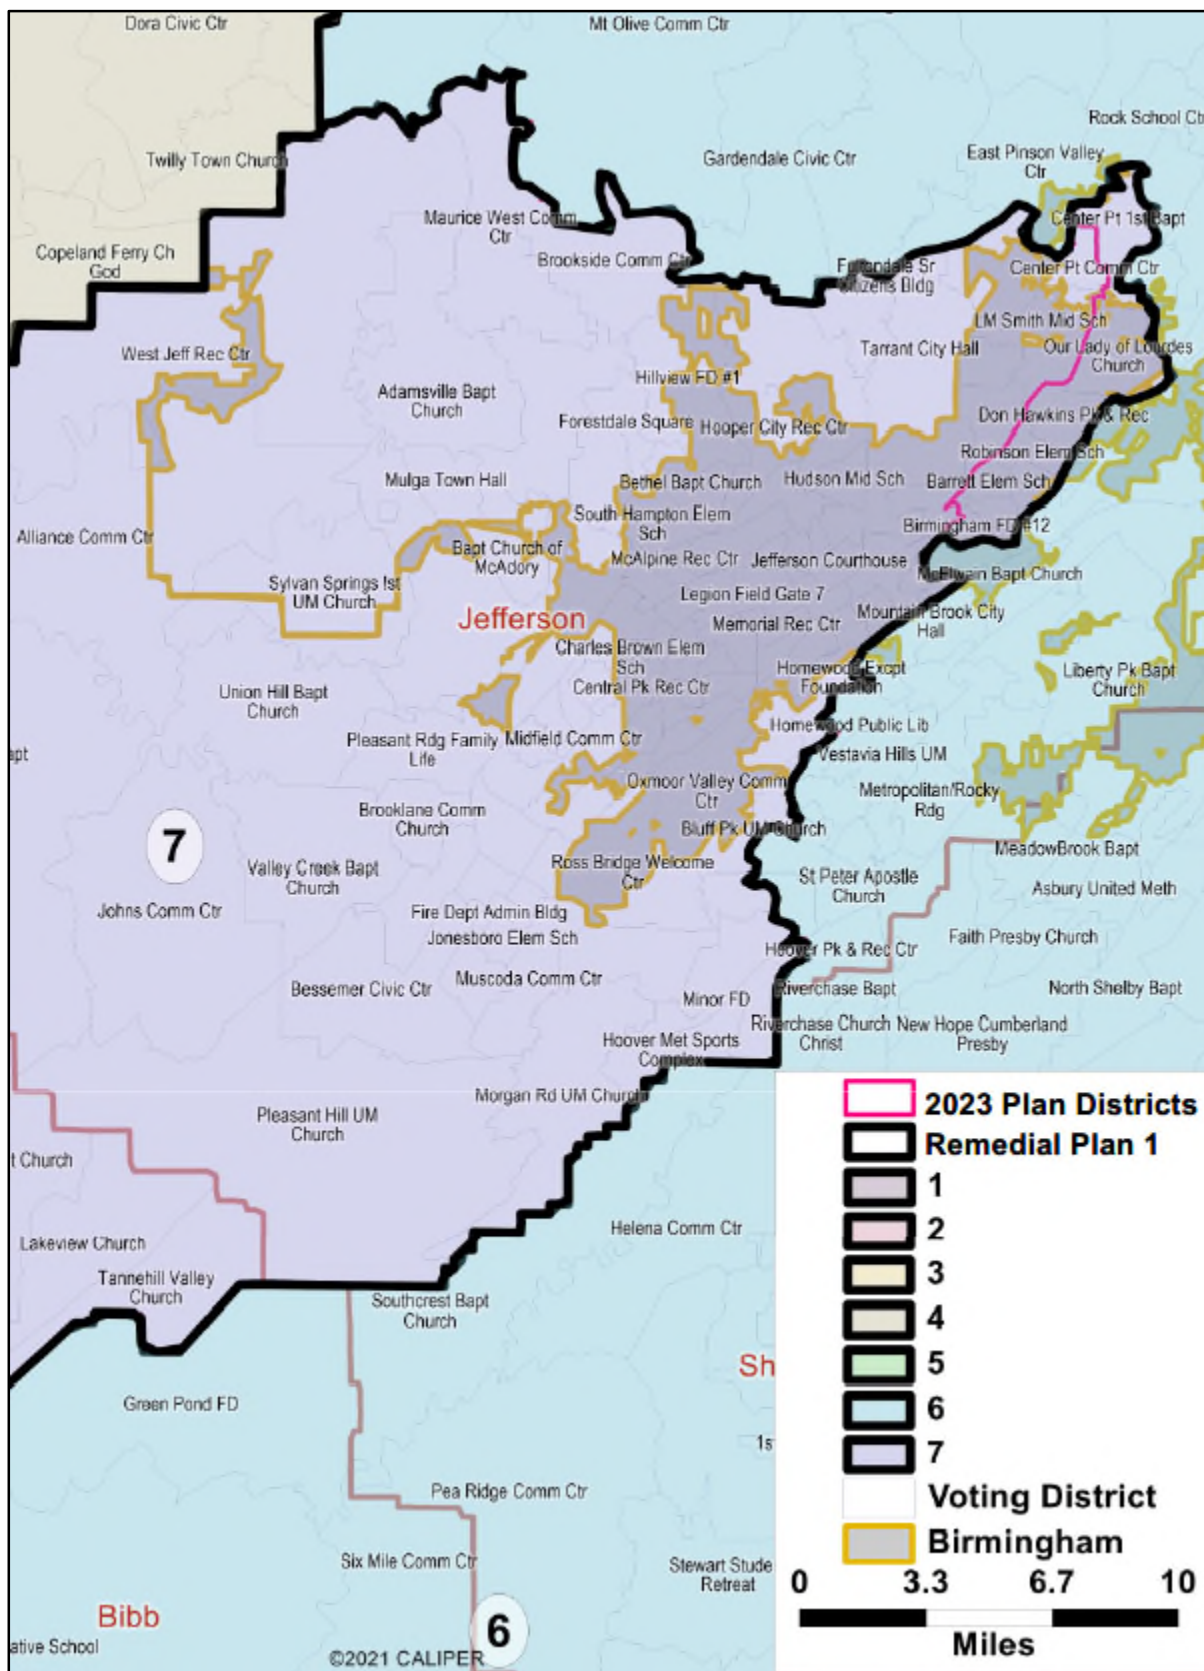 Dora Civic Ctr
Mt Olive Comm Ctr
Rock School Ct
Twilly Town Church
Gardendale Civic Ctr
East Pinson Valley
Ctr
Maurice West Comm
Ctr
Center Pt 1st Bapt
Copeland Ferry Ch
God
Brookside Comm Ctr
Fultondale Sr
Citizens Bldg
Center Pt Comm Ctr
LM Smith Mid Sch
West Jeff Rec Ctr
Tarrant City Hall
Our Lady of Lourdes
Church
Hillview FD #1
Adamsville Bapt
Church
Forestdale Square
Hooper City Rec Ctr
Don Hawkins Pk & Rec
Robinson Elem Sch
Mulga Town Hall
Bethel Bapt Church
Hudson Mid Sch
Barrett Elem Sch
South Hampton Elem
Sch
Birmingham FD #12
Alliance Comm Ctr
Bapt Church of
McAdory
McAlpine Rec Ctr
Jefferson Courthouse
McElwain Bapt Church
Sylvan Springs Ist
UM Church
Legion Field Gate 7
Jefferson
Memorial Rec Ctr
Mountain Brook City
Hall
Charles Brown Elem
Sch
Central Pk Rec Ctr
Homewood Excpt
Foundation
Liberty Pk Bapt
Church
Union Hill Bapt
Church
Homewood Public Lib
Pleasant Rdg Family
Life
Midfield Comm Ctr
apt
Vestavia Hills UM
Oxmoor Valley Comm
Ctr
Metropolitan/Rocky
Rdg
Brooklane Comm
Church
Bluff Pk UM Church
7
MeadowBrook Bapt
Valley Creek Bapt
Church
Ross Bridge Welcome
Ctr
St Peter Apostle
Church
Asbury United Meth
Johns Comm Ctr
Fire Dept Admin Bldg
Jonesboro Elem Sch
Faith Presby Church
Hoover Pk & Rec Ctr
Muscoda Comm Ctr
Bessemer Civic Ctr
Minor FD
Riverchase Bapt
North Shelby Bapt
Riverchase Church
Christ
New Hope Cumberland
Presby
Hoover Met Sports
Complex
Morgan Rd UM Church
Pleasant Hill UM
Church
t Church
Helena Comm Ctr
Lakeview Church
Tannehill Valley
Church
Southcrest Bapt
Church
Sh
Green Pond FD
1s
Pea Ridge Comm Ctr
Six Mile Comm Ctr
Stewart Stude
Retreat
Bibb
6
ative School
©2021 CALIPER
2023 Plan Districts
Remedial Plan 1
1
2
3
4
5
6
7
Voting District
Birmingham
0 3.3 6.7 10
Miles